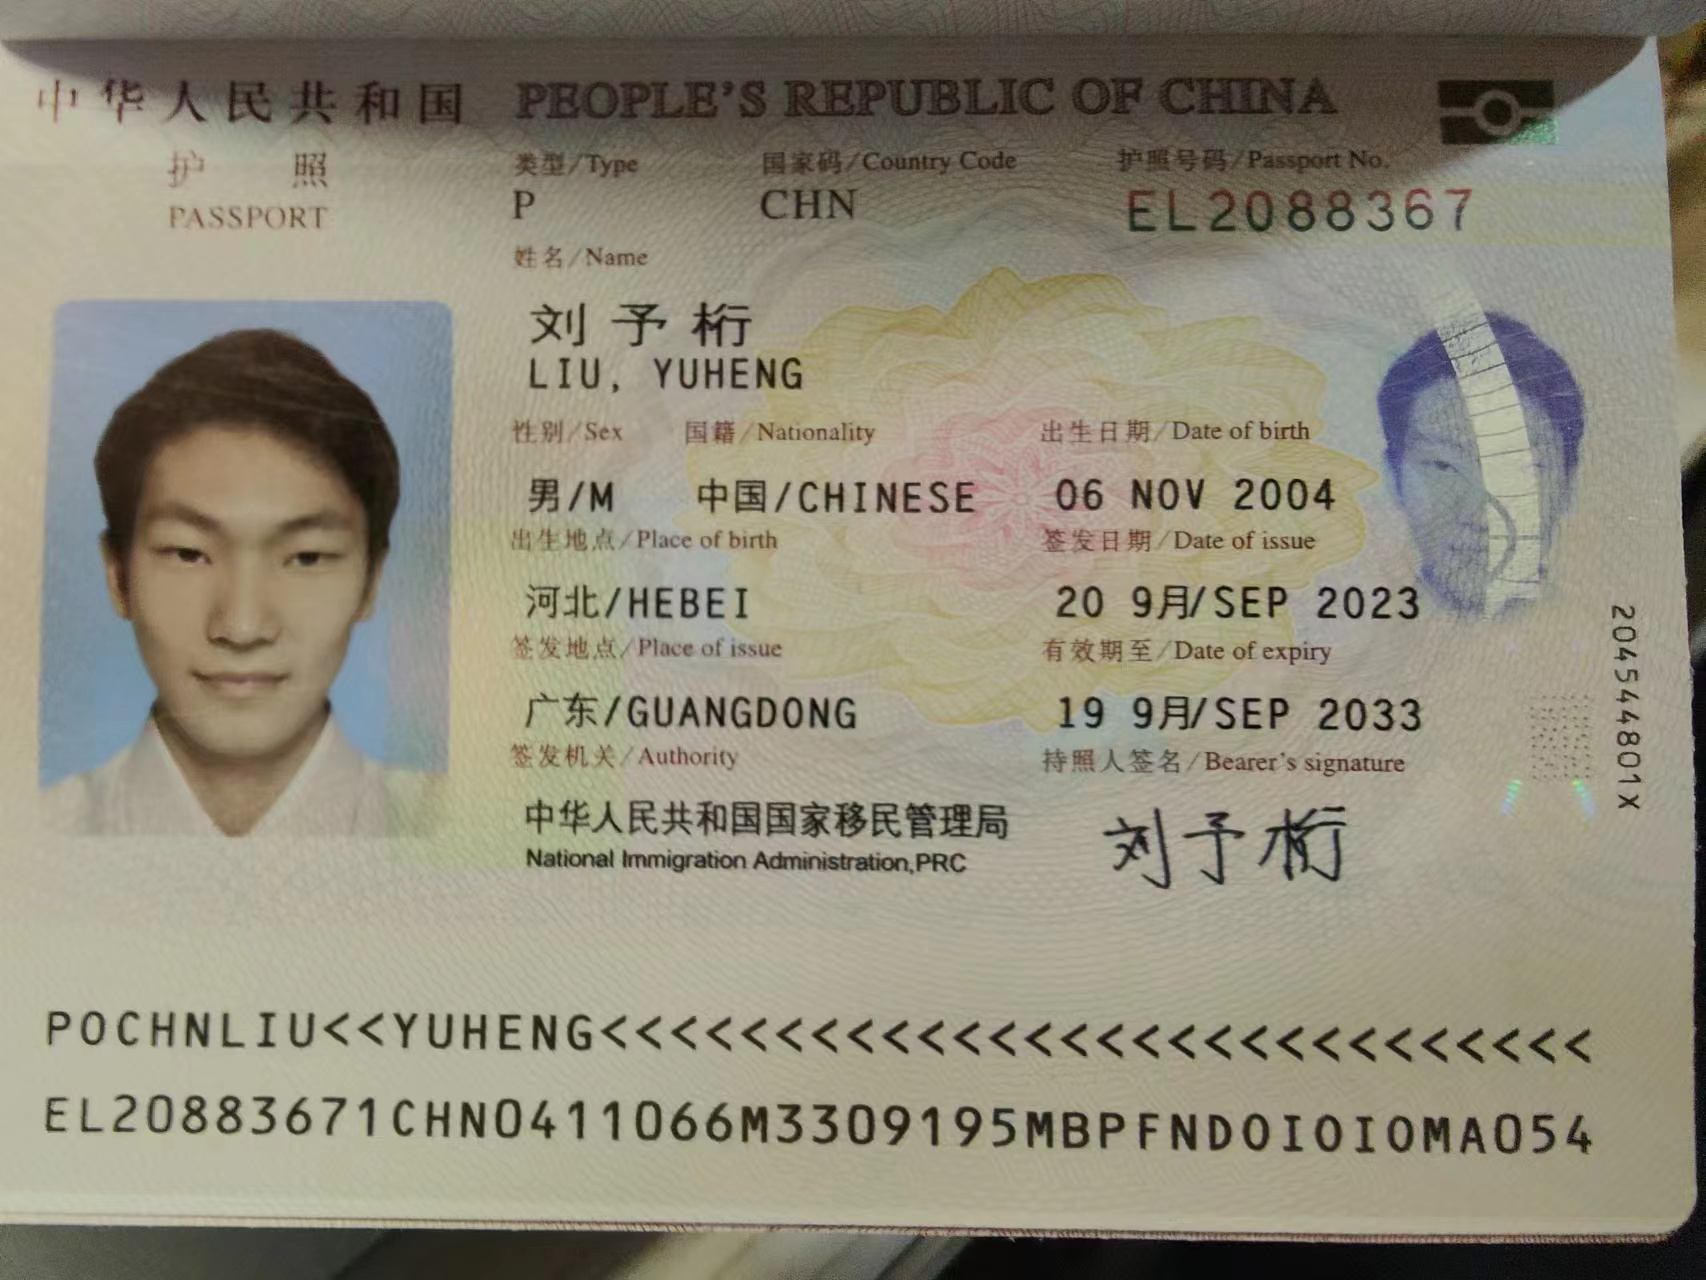 中华人民共和国 PEOPLE'S REPUBLIC OF CHINA
护 照 类型/Type 国家码/Country Code 护照号码/Passport No.
PASSPORT P CHN EL2088367
姓名/Name
刘予桁
LIU, YUHENG
性别/Sex 国籍/Nationality 出生日期/Date of birth
男/M 中国/CHINESE 06 NOV 2004
出生地点/Place of birth 签发日期/Date of issue
河北/HEBEI 20 9月/SEP 2023
签发地点/Place of issue 有效期至/Date of expiry
广东/GUANGDONG 19 9月/SEP 2033
签发机关/Authority 持照人签名/Bearer's signature
中华人民共和国国家移民管理局 刘予桁
National Immigration Administration,PRC
204544801X
POCHNLIU<<YUHENG<<<<<<<<<<<<<<<<<<<<<<<<<<<<
EL20883671CHN0411066M3309195MBPFNDOIOIOMA054